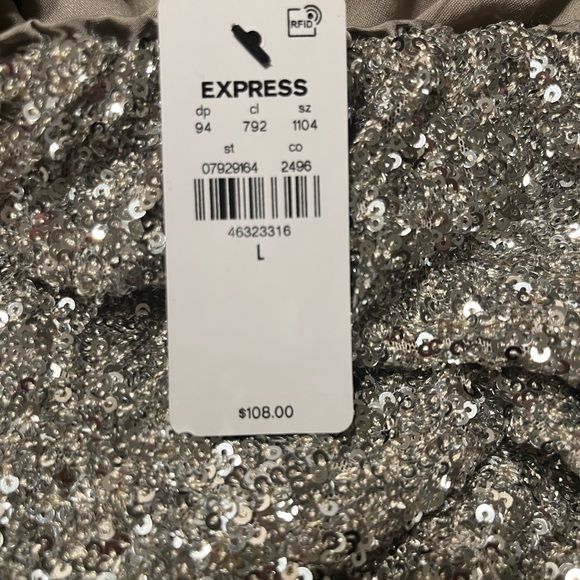 RFID
EXPRESS
dp cl sz
94 792 1104
st co
07929164 2496
46323316
L
$108.00